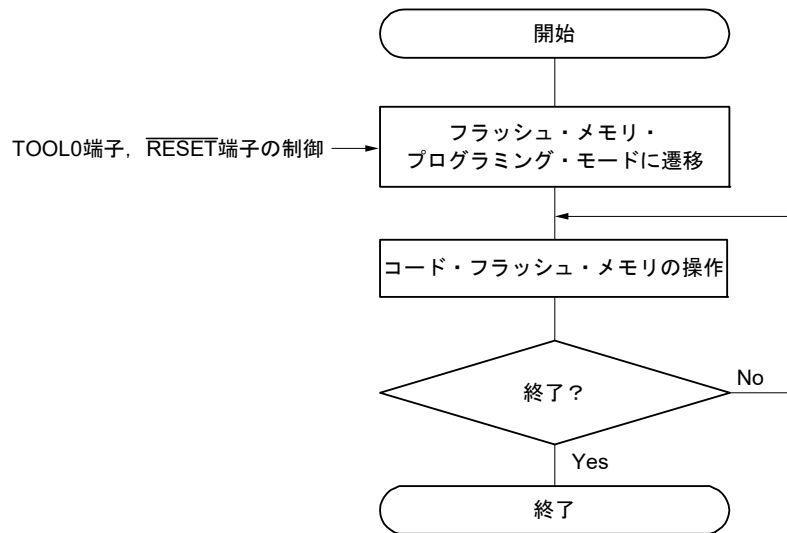 開始
TOOL0端子，RESET端子の制御
フラッシュ・メモリ・
プログラミング・モードに遷移
コード・フラッシュ・メモリの操作
終了？
No
Yes
終了